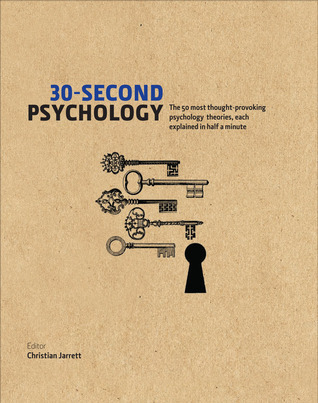 30-SECOND
PSYCHOLOGY
The 50 most thought-provoking
psychology theories, each
explained in half a minute
Editor
Christian Jarrett